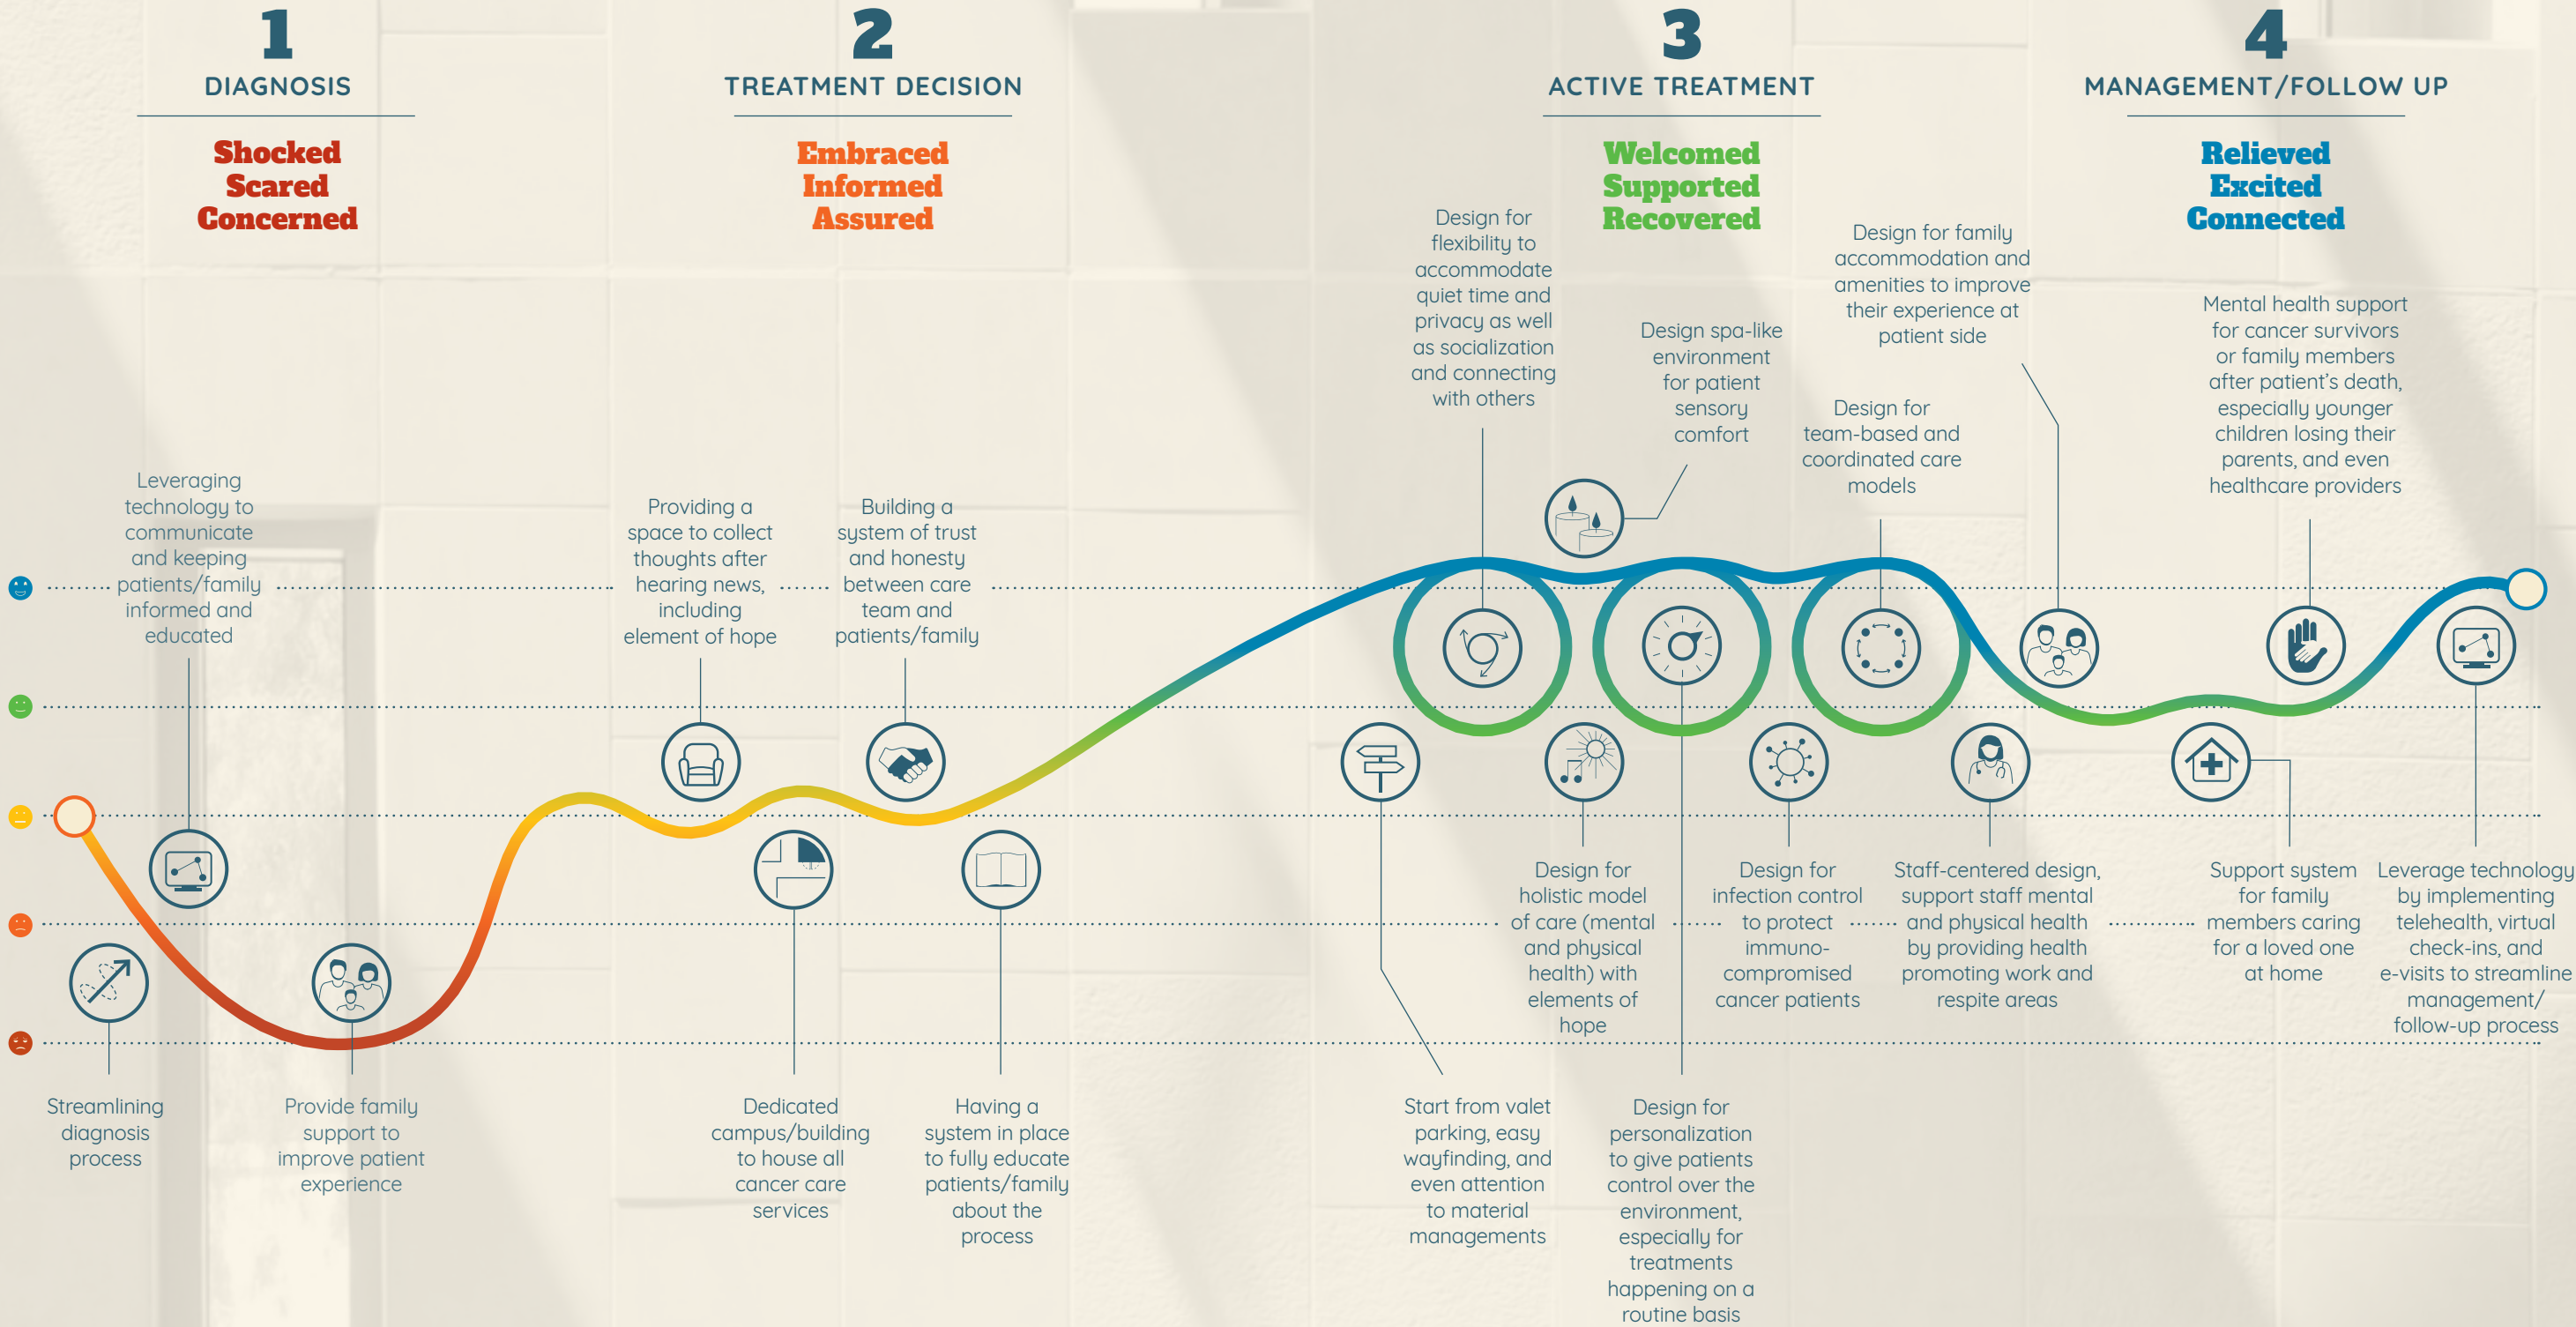 1
DIAGNOSIS
Shocked
Scared
Concerned
Leveraging
technology to
communicate
and keeping
patients/family
informed and
educated
Streamlining
diagnosis
process
Provide family
support to
improve patient
experience
2
TREATMENT DECISION
Embraced
Informed
Assured
Providing a
space to collect
thoughts after
hearing news,
including
element of hope
Building a
system of trust
and honesty
between care
team and
patients/family
Dedicated
campus/building
to house all
cancer care
services
Having a
system in place
to fully educate
patients/family
about the
process
3
ACTIVE TREATMENT
Welcomed
Supported
Recovered
Design for
flexibility to
accommodate
quiet time and
privacy as well
as socialization
and connecting
with others
Design spa-like
environment
for patient
sensory
comfort
Design for family
accommodation and
amenities to improve
their experience at
patient side
Design for
team-based and
coordinated care
models
Design for
holistic model
of care (mental
and physical
health) with
elements of
hope
Design for
infection control
to protect
immuno-
compromised
cancer patients
Staff-centered design,
support staff mental
and physical health
by providing health
promoting work and
respite areas
Start from valet
parking, easy
wayfinding, and
even attention
to material
managements
Design for
personalization
to give patients
control over the
environment,
especially for
treatments
happening on a
routine basis
4
MANAGEMENT/FOLLOW UP
Relieved
Excited
Connected
Mental health support
for cancer survivors
or family members
after patient's death,
especially younger
children losing their
parents, and even
healthcare providers
Support system
for family
members caring
for a loved one
at home
Leverage technology
by implementing
telehealth, virtual
check-ins, and
e-visits to streamline
management/
follow-up process